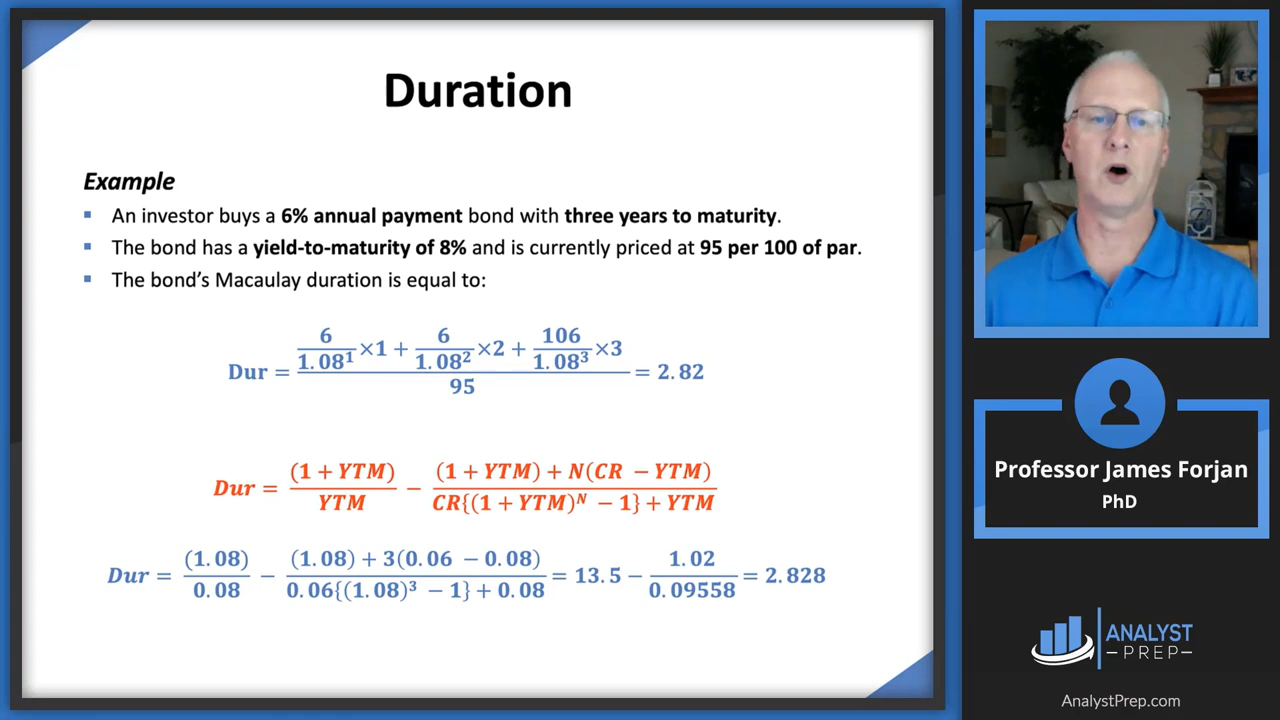 Duration
Example
▪ An investor buys a 6% annual payment bond with three years to maturity.
▪ The bond has a yield-to-maturity of 8% and is currently priced at 95 per 100 of par.
▪ The bond's Macaulay duration is equal to:
Dur = (6/1.08¹ ×1 + 6/1.08² ×2 + 106/1.08³ ×3) / 95 = 2.82
Dur = (1 + YTM)/YTM − ((1 + YTM) + N(CR − YTM))/(CR{(1 + YTM)ᴺ − 1} + YTM)
Dur = (1.08)/0.08 − ((1.08) + 3(0.06 − 0.08))/(0.06{(1.08)³ − 1} + 0.08) = 13.5 − 1.02/0.09558 = 2.828
Professor James Forjan
PhD
ANALYST
PREP
AnalystPrep.com